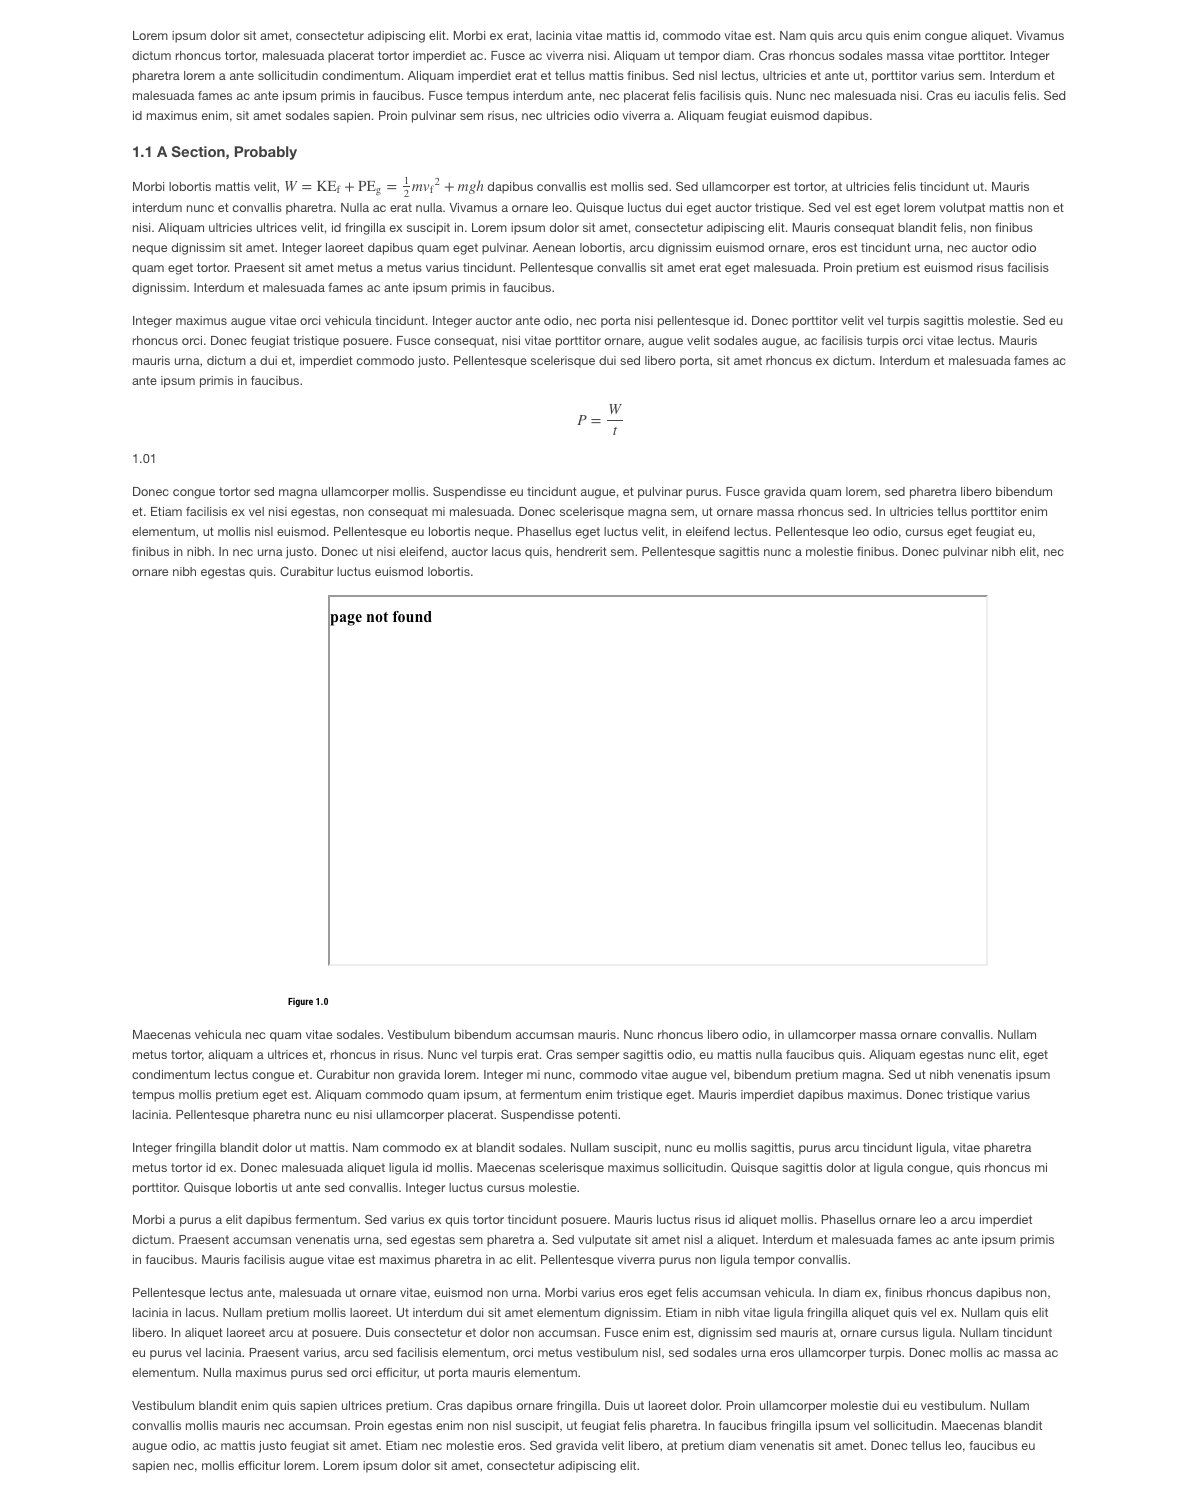 Lorem ipsum dolor sit amet, consectetur adipiscing elit. Morbi ex erat, lacinia vitae mattis id, commodo vitae est. Nam quis arcu quis enim congue aliquet. Vivamus
dictum rhoncus tortor, malesuada placerat tortor imperdiet ac. Fusce ac viverra nisi. Aliquam ut tempor diam. Cras rhoncus sodales massa vitae porttitor. Integer
pharetra lorem a ante sollicitudin condimentum. Aliquam imperdiet erat et tellus mattis finibus. Sed nisl lectus, ultricies et ante ut, porttitor varius sem. Interdum et
malesuada fames ac ante ipsum primis in faucibus. Fusce tempus interdum ante, nec placerat felis facilisis quis. Nunc nec malesuada nisi. Cras eu iaculis felis. Sed
id maximus enim, sit amet sodales sapien. Proin pulvinar sem risus, nec ultricies odio viverra a. Aliquam feugiat euismod dapibus.
1.1 A Section, Probably
Morbi lobortis mattis velit, W = KE_f + PE_g = ½mv_f² + mgh dapibus convallis est mollis sed. Sed ullamcorper est tortor, at ultricies felis tincidunt ut. Mauris
interdum nunc et convallis pharetra. Nulla ac erat nulla. Vivamus a ornare leo. Quisque luctus dui eget auctor tristique. Sed vel est eget lorem volutpat mattis non et
nisi. Aliquam ultricies ultrices velit, id fringilla ex suscipit in. Lorem ipsum dolor sit amet, consectetur adipiscing elit. Mauris consequat blandit felis, non finibus
neque dignissim sit amet. Integer laoreet dapibus quam eget pulvinar. Aenean lobortis, arcu dignissim euismod ornare, eros est tincidunt urna, nec auctor odio
quam eget tortor. Praesent sit amet metus a metus varius tincidunt. Pellentesque convallis sit amet erat eget malesuada. Proin pretium est euismod risus facilisis
dignissim. Interdum et malesuada fames ac ante ipsum primis in faucibus.
Integer maximus augue vitae orci vehicula tincidunt. Integer auctor ante odio, nec porta nisi pellentesque id. Donec porttitor velit vel turpis sagittis molestie. Sed eu
rhoncus orci. Donec feugiat tristique posuere. Fusce consequat, nisi vitae porttitor ornare, augue velit sodales augue, ac facilisis turpis orci vitae lectus. Mauris
mauris urna, dictum a dui et, imperdiet commodo justo. Pellentesque scelerisque dui sed libero porta, sit amet rhoncus ex dictum. Interdum et malesuada fames ac
ante ipsum primis in faucibus.
P = W/t
1.01
Donec congue tortor sed magna ullamcorper mollis. Suspendisse eu tincidunt augue, et pulvinar purus. Fusce gravida quam lorem, sed pharetra libero bibendum
et. Etiam facilisis ex vel nisi egestas, non consequat mi malesuada. Donec scelerisque magna sem, ut ornare massa rhoncus sed. In ultricies tellus porttitor enim
elementum, ut mollis nisl euismod. Pellentesque eu lobortis neque. Phasellus eget luctus velit, in eleifend lectus. Pellentesque leo odio, cursus eget feugiat eu,
finibus in nibh. In nec urna justo. Donec ut nisi eleifend, auctor lacus quis, hendrerit sem. Pellentesque sagittis nunc a molestie finibus. Donec pulvinar nibh elit, nec
ornare nibh egestas quis. Curabitur luctus euismod lobortis.
page not found
Figure 1.0
Maecenas vehicula nec quam vitae sodales. Vestibulum bibendum accumsan mauris. Nunc rhoncus libero odio, in ullamcorper massa ornare convallis. Nullam
metus tortor, aliquam a ultrices et, rhoncus in risus. Nunc vel turpis erat. Cras semper sagittis odio, eu mattis nulla faucibus quis. Aliquam egestas nunc elit, eget
condimentum lectus congue et. Curabitur non gravida lorem. Integer mi nunc, commodo vitae augue vel, bibendum pretium magna. Sed ut nibh venenatis ipsum
tempus mollis pretium eget est. Aliquam commodo quam ipsum, at fermentum enim tristique eget. Mauris imperdiet dapibus maximus. Donec tristique varius
lacinia. Pellentesque pharetra nunc eu nisi ullamcorper placerat. Suspendisse potenti.
Integer fringilla blandit dolor ut mattis. Nam commodo ex at blandit sodales. Nullam suscipit, nunc eu mollis sagittis, purus arcu tincidunt ligula, vitae pharetra
metus tortor id ex. Donec malesuada aliquet ligula id mollis. Maecenas scelerisque maximus sollicitudin. Quisque sagittis dolor at ligula congue, quis rhoncus mi
porttitor. Quisque lobortis ut ante sed convallis. Integer luctus cursus molestie.
Morbi a purus a elit dapibus fermentum. Sed varius ex quis tortor tincidunt posuere. Mauris luctus risus id aliquet mollis. Phasellus ornare leo a arcu imperdiet
dictum. Praesent accumsan venenatis urna, sed egestas sem pharetra a. Sed vulputate sit amet nisl a aliquet. Interdum et malesuada fames ac ante ipsum primis
in faucibus. Mauris facilisis augue vitae est maximus pharetra in ac elit. Pellentesque viverra purus non ligula tempor convallis.
Pellentesque lectus ante, malesuada ut ornare vitae, euismod non urna. Morbi varius eros eget felis accumsan vehicula. In diam ex, finibus rhoncus dapibus non,
lacinia in lacus. Nullam pretium mollis laoreet. Ut interdum dui sit amet elementum dignissim. Etiam in nibh vitae ligula fringilla aliquet quis vel ex. Nullam quis elit
libero. In aliquet laoreet arcu at posuere. Duis consectetur et dolor non accumsan. Fusce enim est, dignissim sed mauris at, ornare cursus ligula. Nullam tincidunt
eu purus vel lacinia. Praesent varius, arcu sed facilisis elementum, orci metus vestibulum nisl, sed sodales urna eros ullamcorper turpis. Donec mollis ac massa ac
elementum. Nulla maximus purus sed orci efficitur, ut porta mauris elementum.
Vestibulum blandit enim quis sapien ultrices pretium. Cras dapibus ornare fringilla. Duis ut laoreet dolor. Proin ullamcorper molestie dui eu vestibulum. Nullam
convallis mollis mauris nec accumsan. Proin egestas enim non nisl suscipit, ut feugiat felis pharetra. In faucibus fringilla ipsum vel sollicitudin. Maecenas blandit
augue odio, ac mattis justo feugiat sit amet. Etiam nec molestie eros. Sed gravida velit libero, at pretium diam venenatis sit amet. Donec tellus leo, faucibus eu
sapien nec, mollis efficitur lorem. Lorem ipsum dolor sit amet, consectetur adipiscing elit.